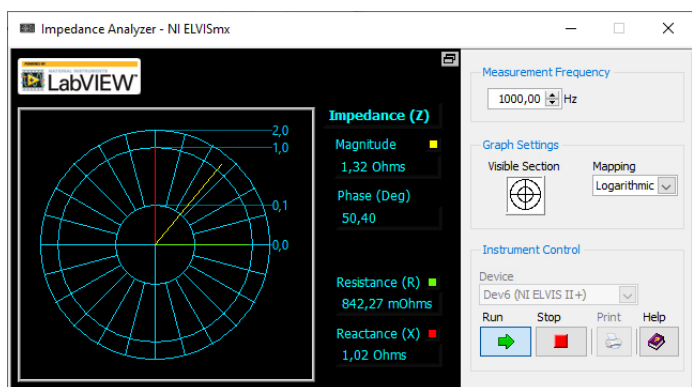 Impedance Analyzer - NI ELVISmx
POWERED BY
NATIONAL INSTRUMENTS
LabVIEW
2,0
1,0
0,1
0,0
Impedance (Z)
Magnitude
1,32 Ohms
Phase (Deg)
50,40
Resistance (R)
842,27 mOhms
Reactance (X)
1,02 Ohms
Measurement Frequency
1000,00 Hz
Graph Settings
Visible Section Mapping
Logarithmic
Instrument Control
Device
Dev6 (NI ELVIS II+)
Run Stop Print Help